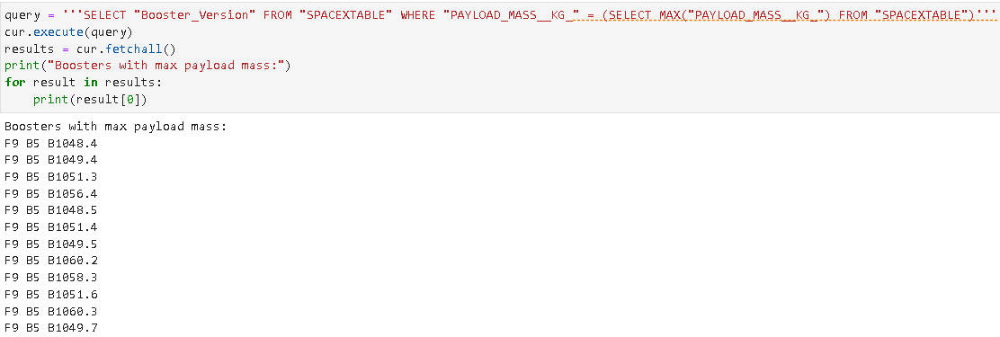 query = '''SELECT "Booster_Version" FROM "SPACEXTABLE" WHERE "PAYLOAD_MASS__KG_" = (SELECT MAX("PAYLOAD_MASS__KG_") FROM "SPACEXTABLE")'''
cur.execute(query)
results = cur.fetchall()
print("Boosters with max payload mass:")
for result in results:
    print(result[0])
Boosters with max payload mass:
F9 B5 B1048.4
F9 B5 B1049.4
F9 B5 B1051.3
F9 B5 B1056.4
F9 B5 B1048.5
F9 B5 B1051.4
F9 B5 B1049.5
F9 B5 B1060.2
F9 B5 B1058.3
F9 B5 B1051.6
F9 B5 B1060.3
F9 B5 B1049.7